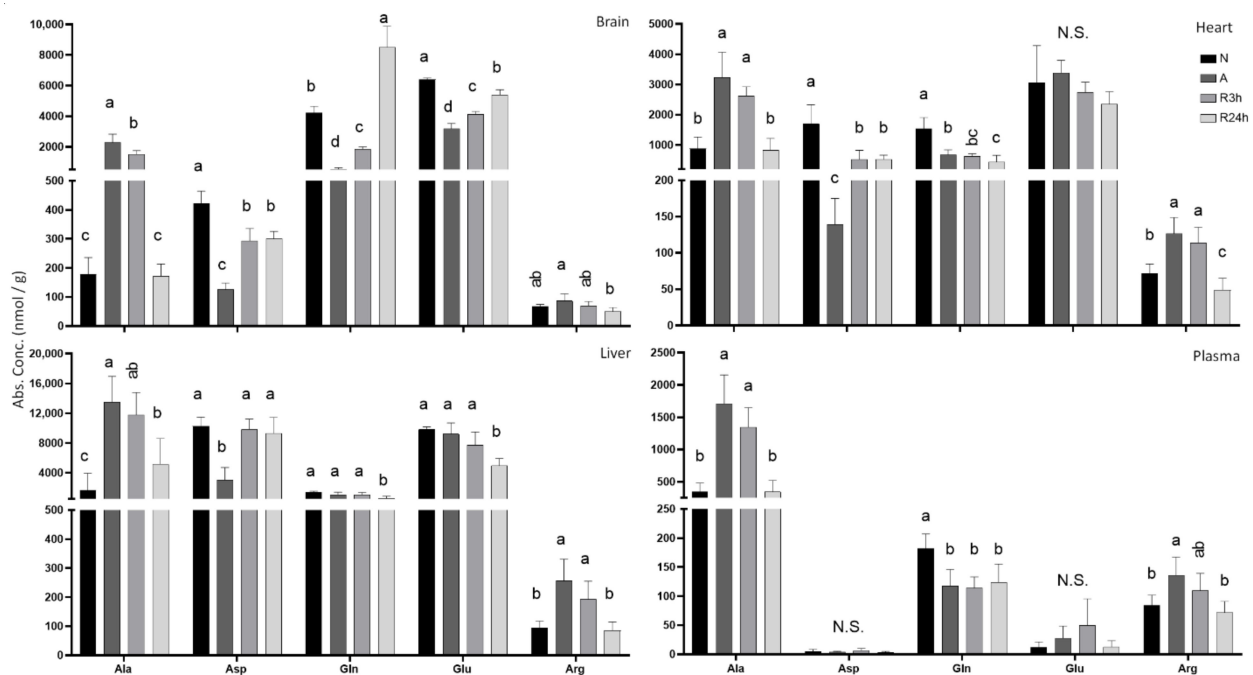 Abs. Conc. (nmol / g)
Brain
10,000
8000
6000
4000
2000
500
400
300
200
100
0
c a b c
a c b b
b d c a
a d c b
ab a ab b
Heart
N
A
R3h
R24h
5000
4000
3000
2000
1000
200
150
100
50
0
b a a b
a c b b
a b bc c
N.S.
b a a c
Liver
20,000
16,000
12,000
8000
4000
500
400
300
200
100
0
c a ab b
a b a a
a a a b
a a a b
b a a b
Ala Asp Gln Glu Arg
Plasma
2500
2000
1500
1000
500
250
200
150
100
50
0
b a a b
N.S.
a b b b
N.S.
b a ab b
Ala Asp Gln Glu Arg